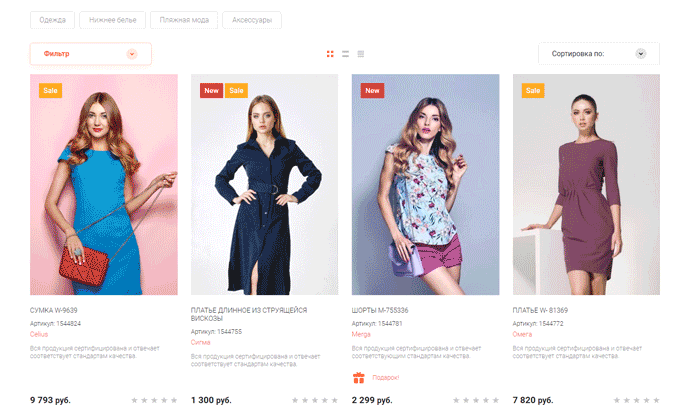 Одежда Нижнее белье Пляжная мода Аксессуары
Фильтр Сортировка по:
Sale New Sale New Sale
СУМКА W-9639
Артикул: 1544824
Celius
Вся продукция сертифицирована и отвечает
соответствует стандартам качества.
9 793 руб.
ПЛАТЬЕ ДЛИННОЕ ИЗ СТРУЯЩЕЙСЯ
ВИСКОЗЫ
Артикул: 1544755
Сигма
Вся продукция сертифицирована и отвечает
соответствует стандартам качества.
1 300 руб.
ШОРТЫ М-755336
Артикул: 1544781
Merga
Вся продукция сертифицирована и отвечает
соответствующим стандартам качества.
Подарок!
2 299 руб.
ПЛАТЬЕ W- 81369
Артикул: 1544772
Омега
Вся продукция сертифицирована и отвечает
соответствует стандартам качества.
7 820 руб.